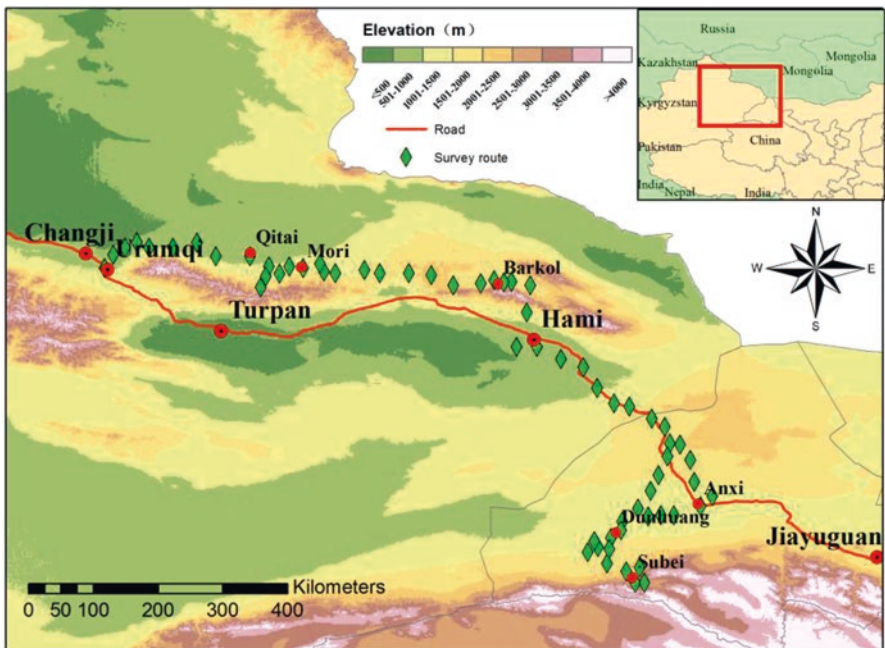 Elevation (m)
<500
501-1000
1001-1500
1501-2000
2001-2500
2501-3000
3001-3500
3501-4000
>4000
Road
Survey route
Russia
Kazakhstan
Mongolia
Mongolia
Kyrgyzstan
China
Pakistan
India
Nepal
India
N
W
E
S
Changji
Urumqi
Qitai
Mori
Barkol
Turpan
Hami
Anxi
Dunhuang
Jiayuguan
Subei
Kilometers
0 50 100 200 300 400